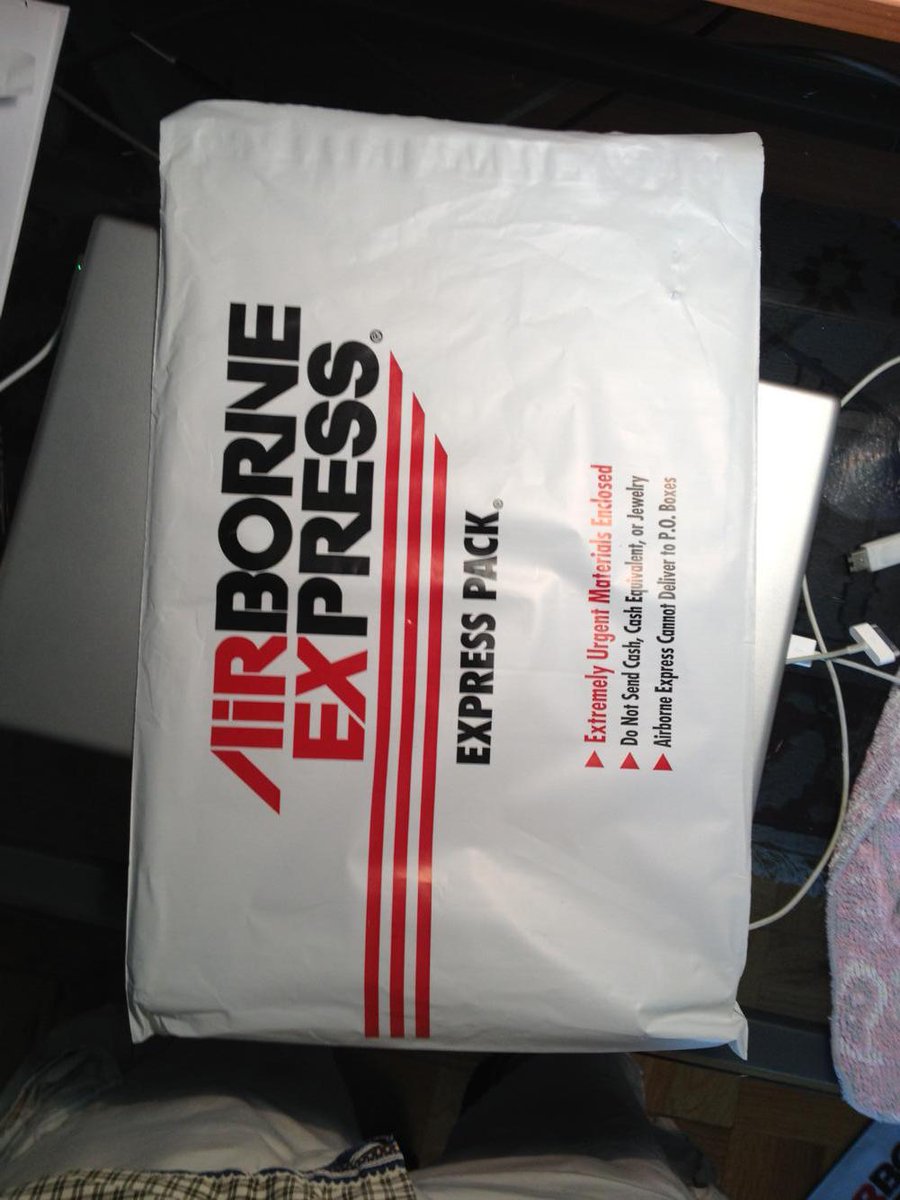 AIRBORNE
EXPRESS®
EXPRESS PACK®
Extremely Urgent Materials Enclosed
Do Not Send Cash, Cash Equivalent, or Jewelry
Airborne Express Cannot Deliver to P.O. Boxes